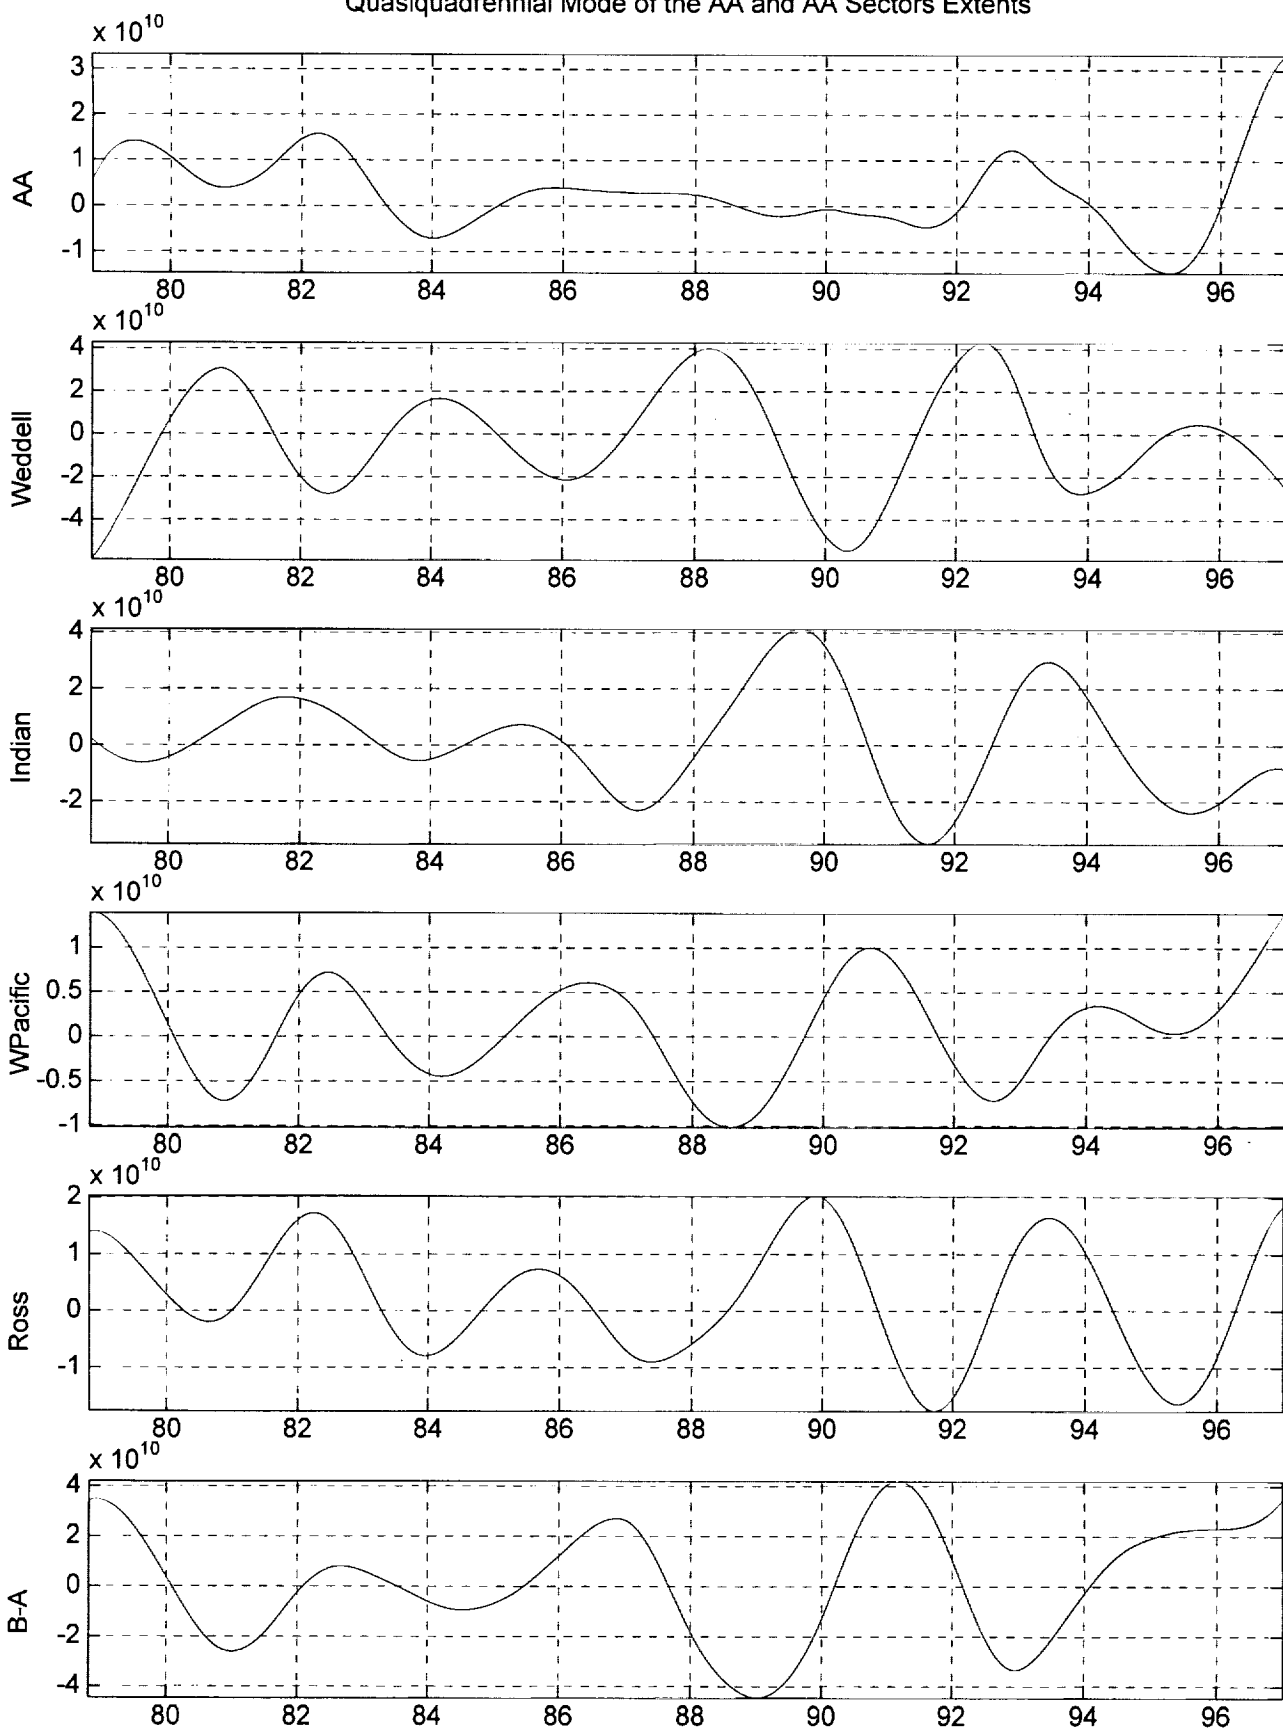 Quasiquadrennial Mode of the AA and AA Sectors Extents
x 10^10
3
2
1
0
-1
AA
80 82 84 86 88 90 92 94 96
x 10^10
4
2
0
-2
-4
Weddell
80 82 84 86 88 90 92 94 96
x 10^10
4
2
0
-2
Indian
80 82 84 86 88 90 92 94 96
x 10^10
1
0.5
0
-0.5
-1
WPacific
80 82 84 86 88 90 92 94 96
x 10^10
2
1
0
-1
Ross
80 82 84 86 88 90 92 94 96
x 10^10
4
2
0
-2
-4
B-A
80 82 84 86 88 90 92 94 96